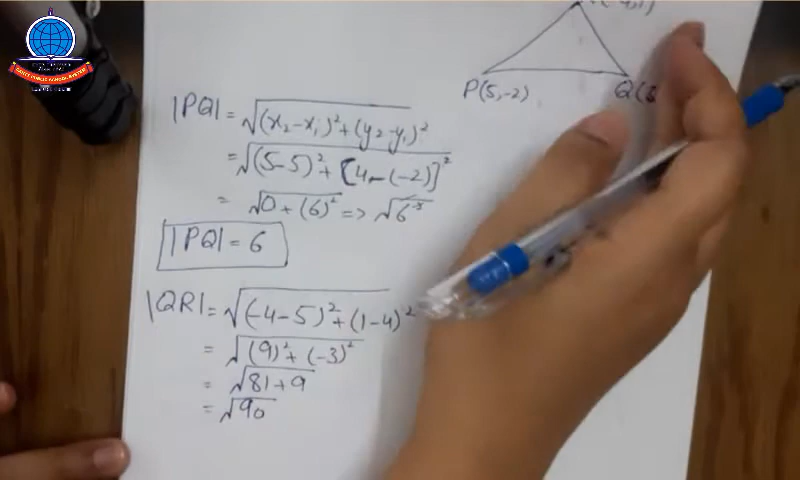 P(5,-2)
Q(5
|PQ| = √(x₂-x₁)²+(y₂-y₁)²
= √(5-5)²+[4-(-2)]²
= √0+(6)² => √6²
|PQ| = 6
|QR| = √(-4-5)²+(1-4)²
= √(9)²+(-3)²
= √81+9
= √90